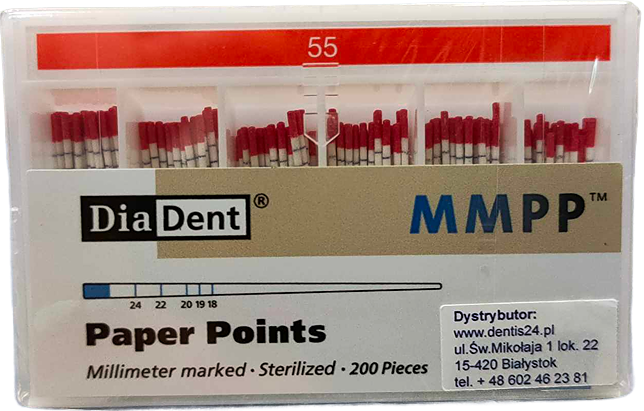 55
DiaDent®
MMPP™
24 22 20 19 18
Paper Points
Millimeter marked · Sterilized · 200 Pieces
Dystrybutor:
www.dentis24.pl
ul.Św.Mikołaja 1 lok. 22
15-420 Białystok
tel. + 48 602 46 23 81